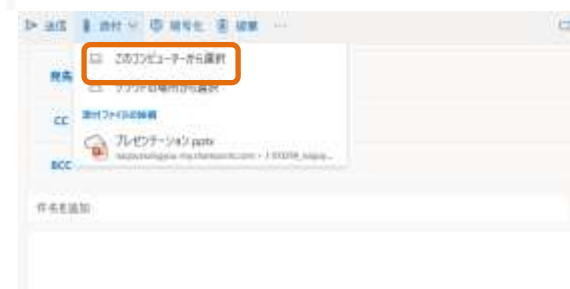 送信 添付 暗号化 破棄 ...
このコンピューターから選択
宛先
クラウドの場所から選択
CC
添付ファイルの候補
プレゼンテーション.pptx
BCC
件名を追加